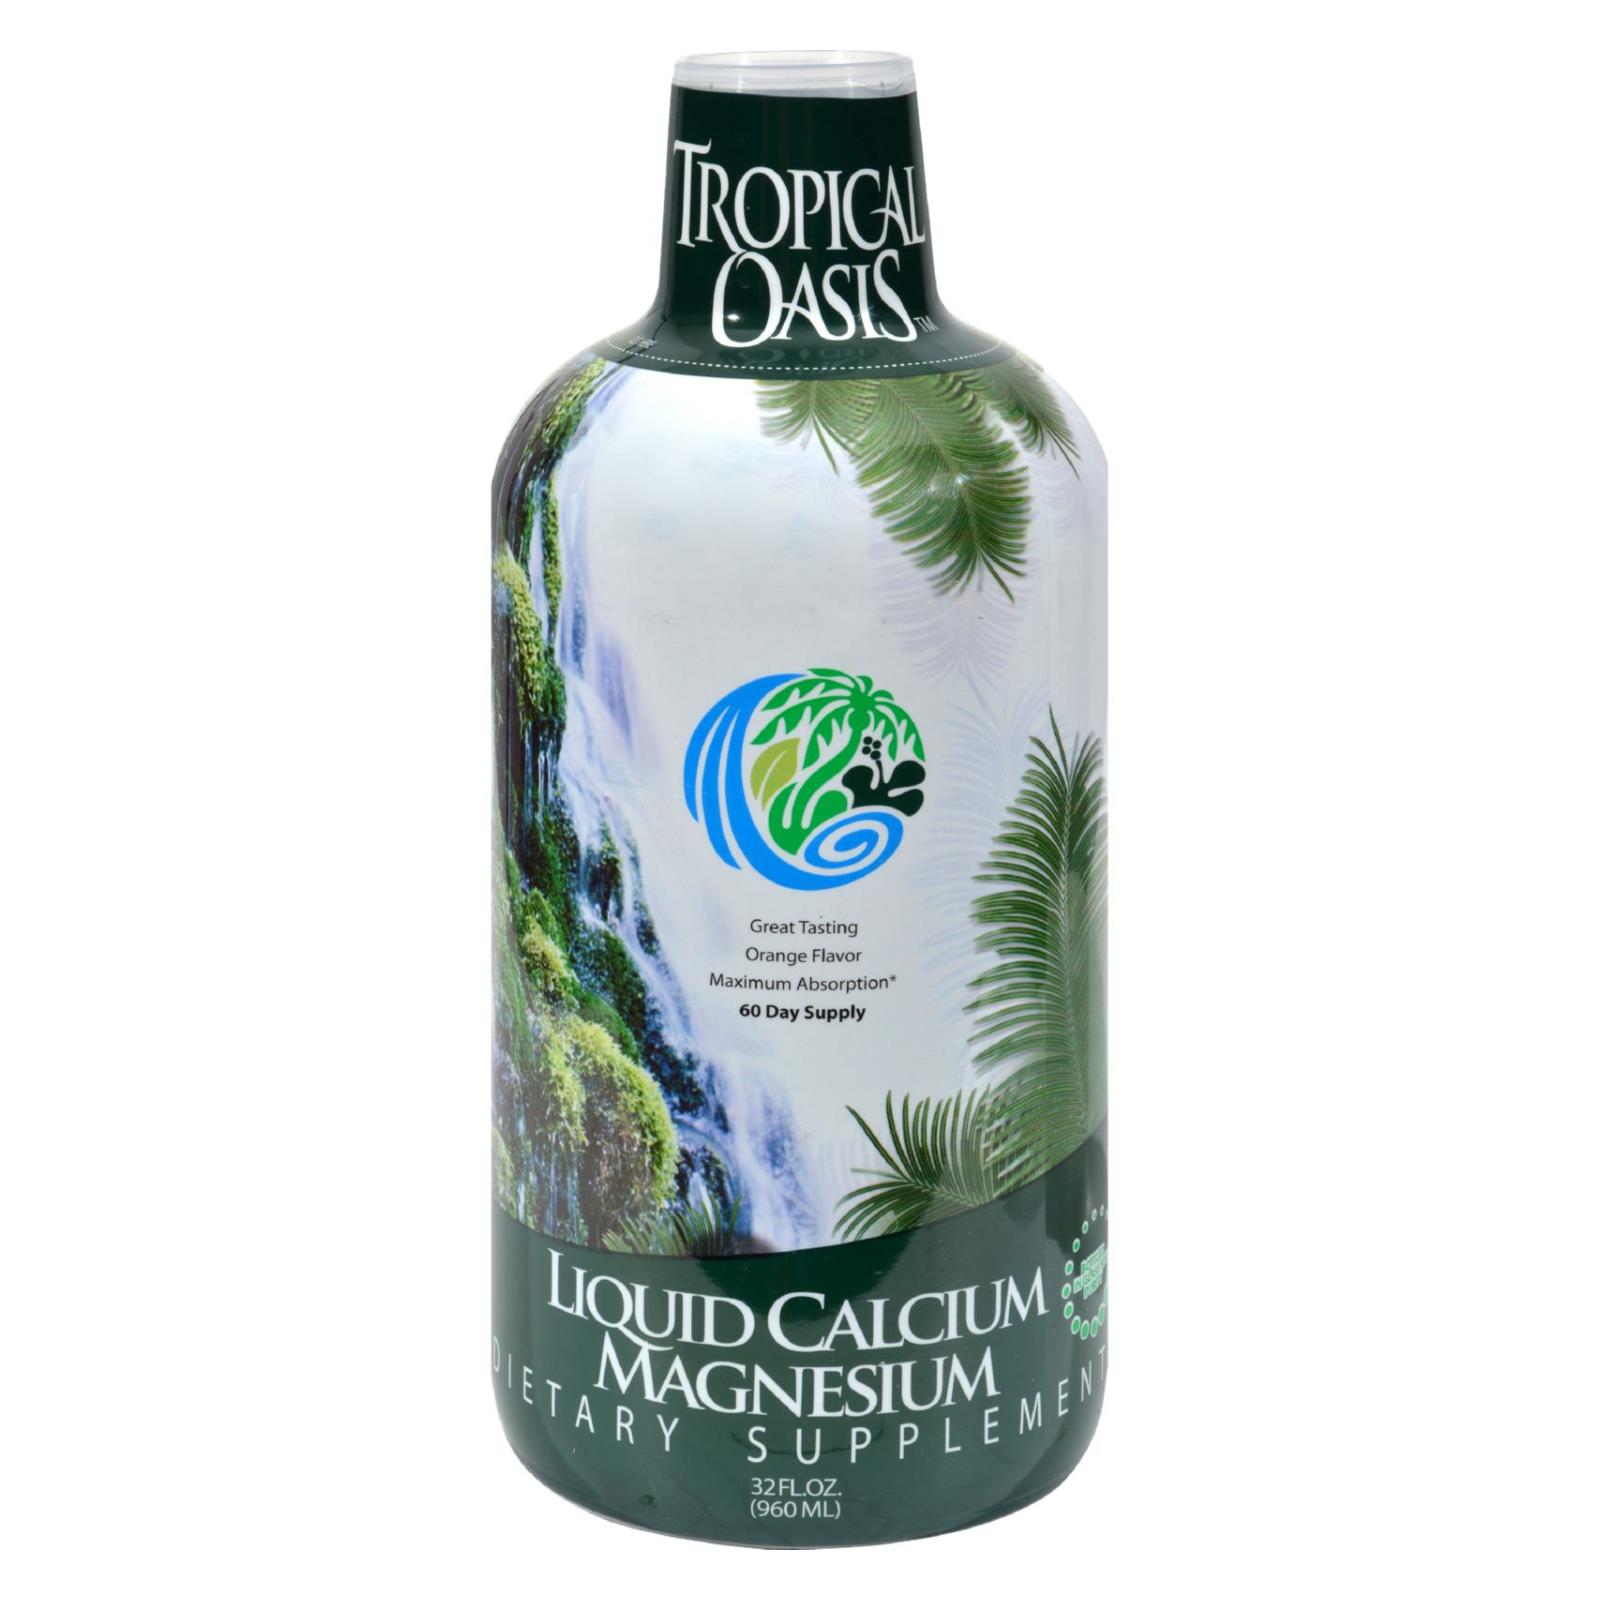 TROPICAL
OASIS™
Great Tasting
Orange Flavor
Maximum Absorption*
60 Day Supply
LIQUID CALCIUM
MAGNESIUM
DIETARY SUPPLEMENT
32 FL.OZ.
(960 ML)